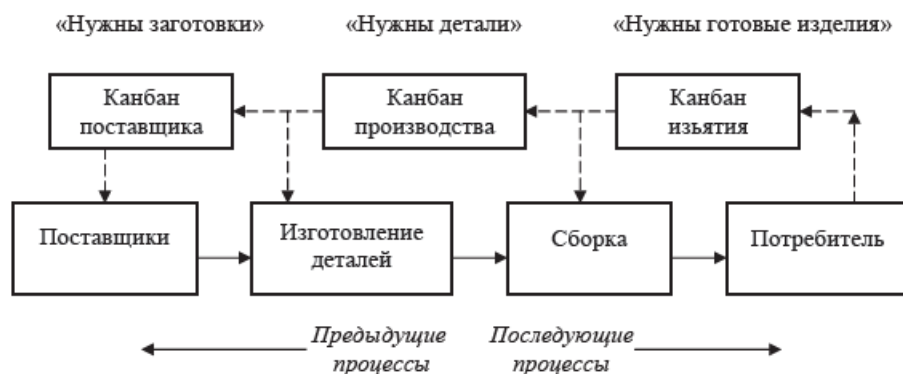 «Нужны заготовки»
«Нужны детали»
«Нужны готовые изделия»
Канбан
поставщика
Канбан
производства
Канбан
изьятия
Поставщики
Изготовление
деталей
Сборка
Потребитель
Предыдущие
процессы
Последующие
процессы